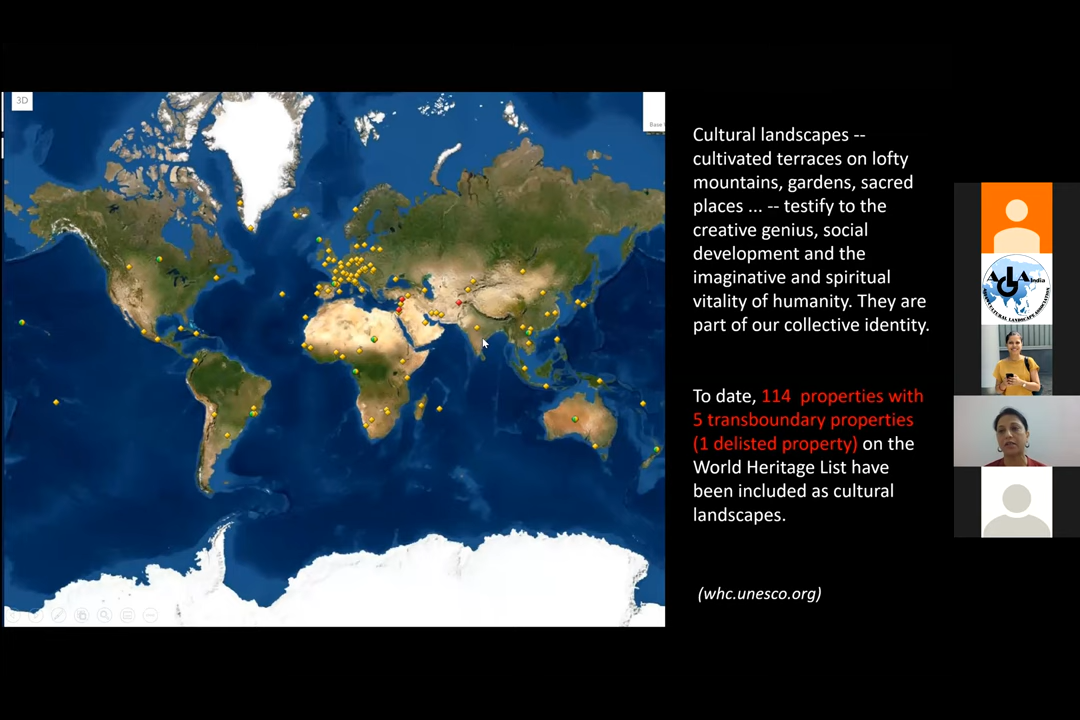 3D
Cultural landscapes --
cultivated terraces on lofty
mountains, gardens, sacred
places ... -- testify to the
creative genius, social
development and the
imaginative and spiritual
vitality of humanity. They are
part of our collective identity.
To date, 114 properties with
5 transboundary properties
(1 delisted property) on the
World Heritage List have
been included as cultural
landscapes.
(whc.unesco.org)
India